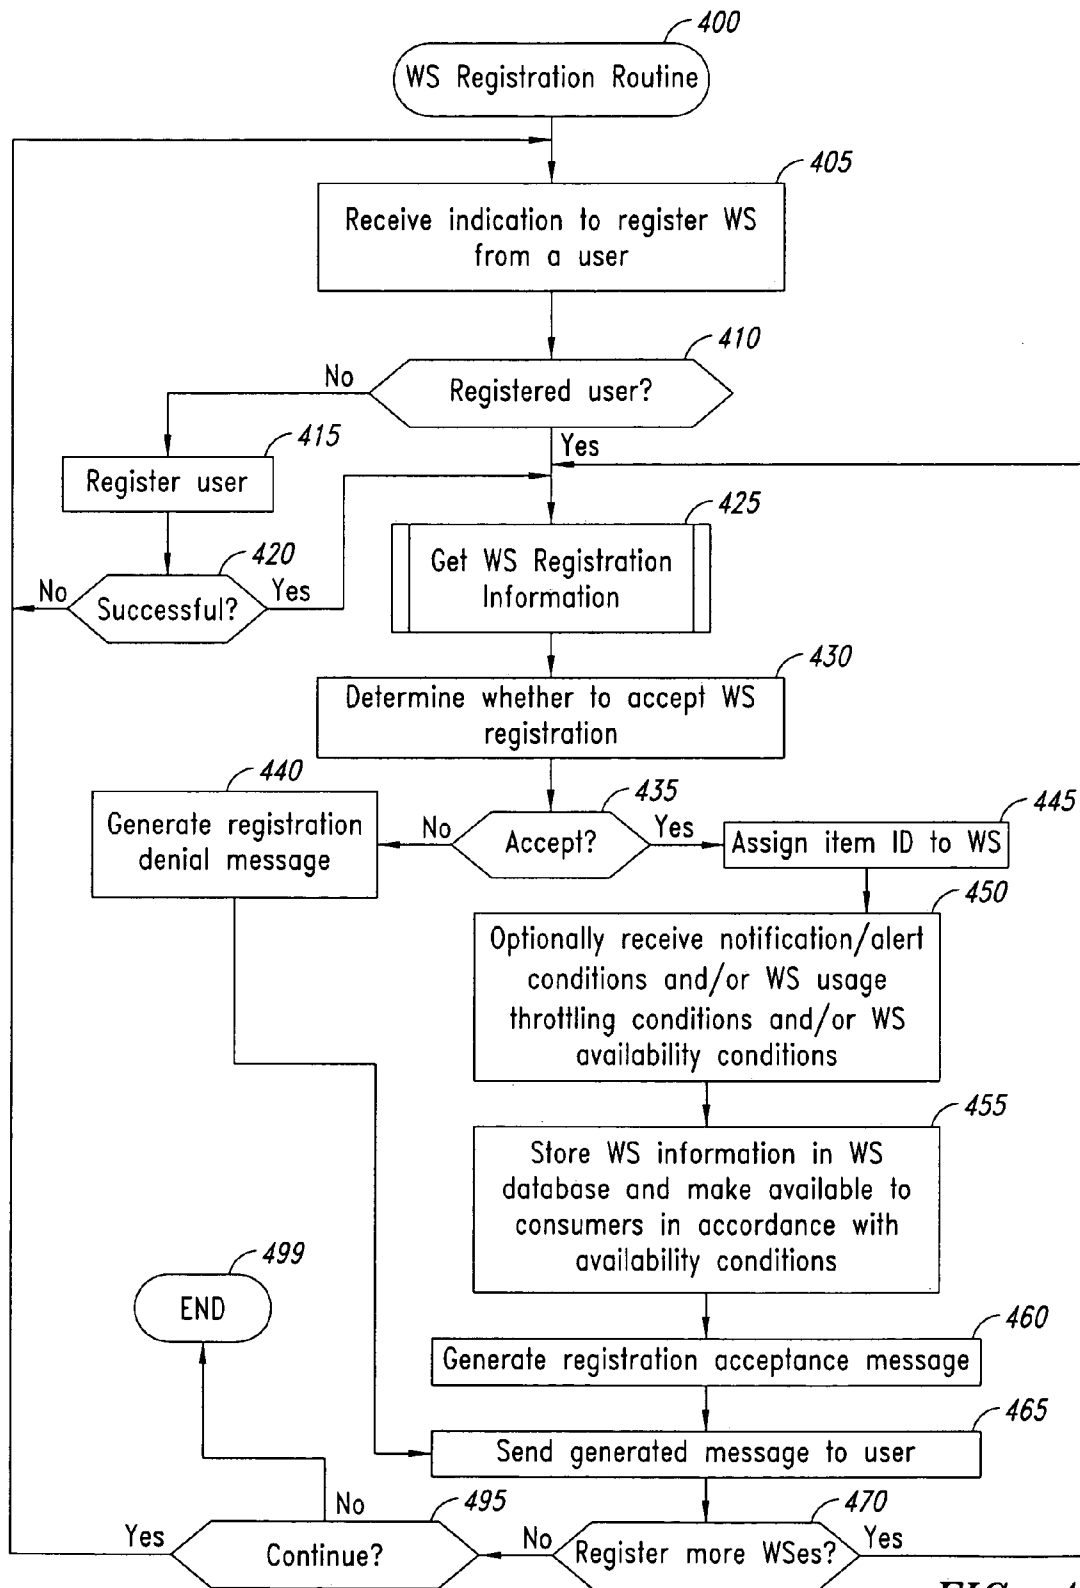 400
WS Registration Routine
405
Receive indication to register WS
from a user
410
No
Registered user?
Yes
415
Register user
425
Get WS Registration
Information
420
No
Successful?
Yes
430
Determine whether to accept WS
registration
440
Generate registration
denial message
435
No
Accept?
Yes
445
Assign item ID to WS
450
Optionally receive notification/alert
conditions and/or WS usage
throttling conditions and/or WS
availability conditions
455
Store WS information in WS
database and make available to
consumers in accordance with
availability conditions
499
END
460
Generate registration acceptance message
465
Send generated message to user
No
495
470
Yes
Continue?
No
Register more WSes?
Yes